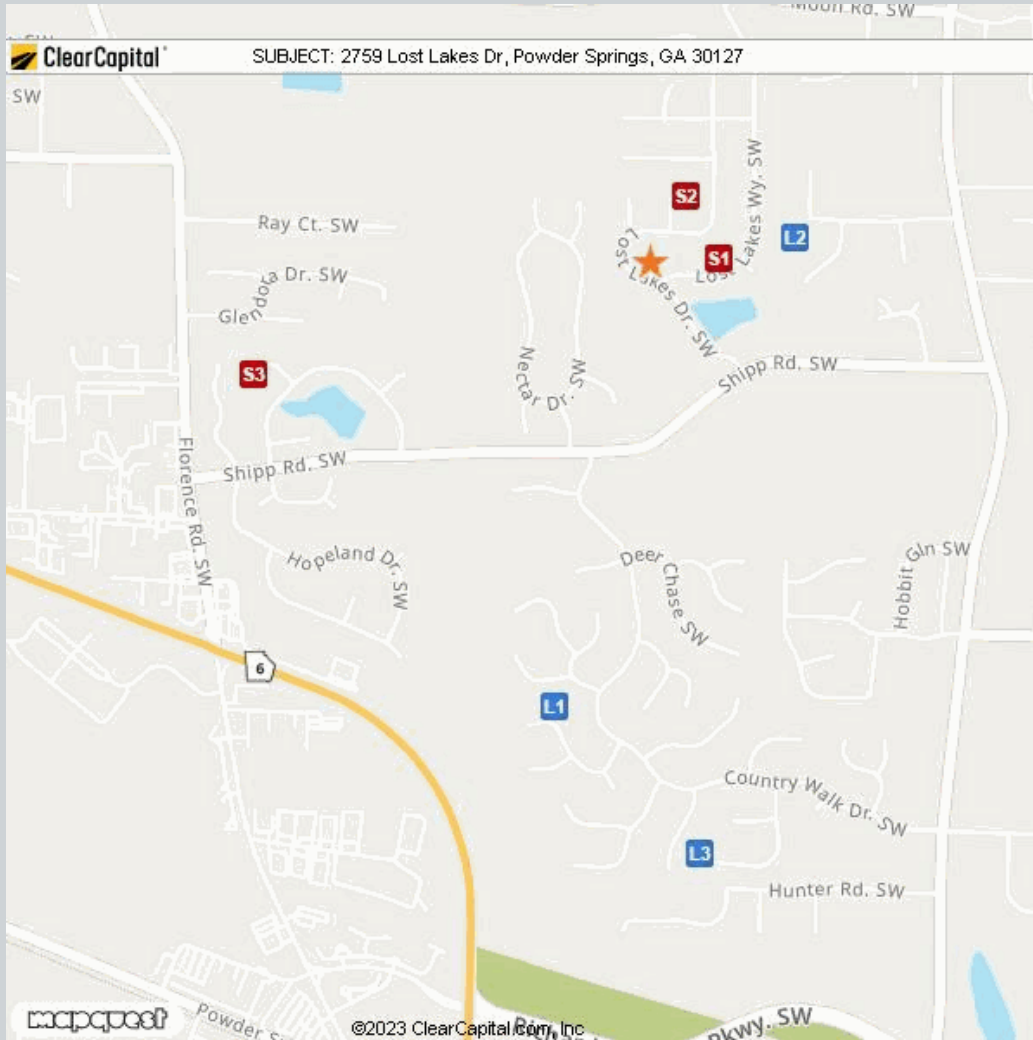 Moon Rd. SW
ClearCapital
SUBJECT: 2759 Lost Lakes Dr, Powder Springs, GA 30127
SW
Lost Lakes Wy. SW
S2
Ray Ct. SW
L2
S1
Lost Lakes Dr. SW
Glendora Dr. SW
Nectar Dr. SW
Shipp Rd. SW
S3
Florence Rd. SW
Shipp Rd. SW
Hopeland Dr. SW
Deer Chase SW
Hobbit Gln SW
6
L1
Country Walk Dr. SW
L3
Hunter Rd. SW
mapquest
Powder
©2023 ClearCapital.com, Inc
Pkwy. SW